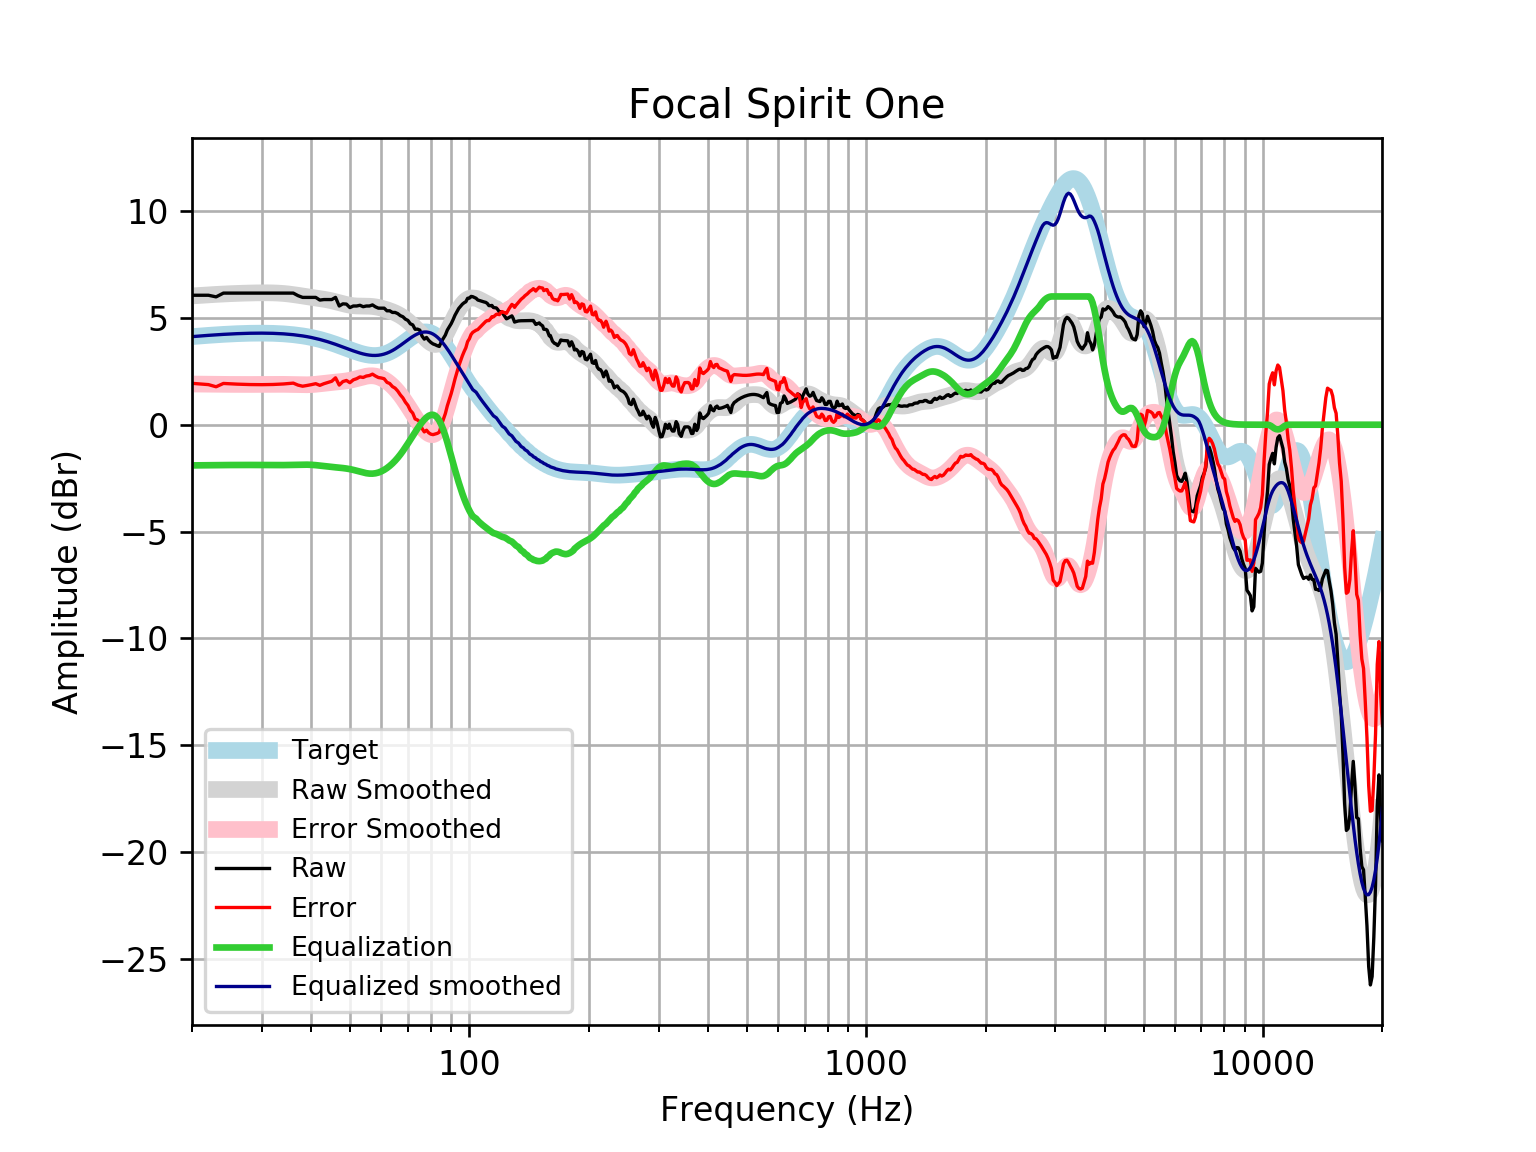 Focal Spirit One
10
5
0
−5
−10
−15
−20
−25
Amplitude (dBr)
Target
Raw Smoothed
Error Smoothed
Raw
Error
Equalization
Equalized smoothed
100
1000
10000
Frequency (Hz)